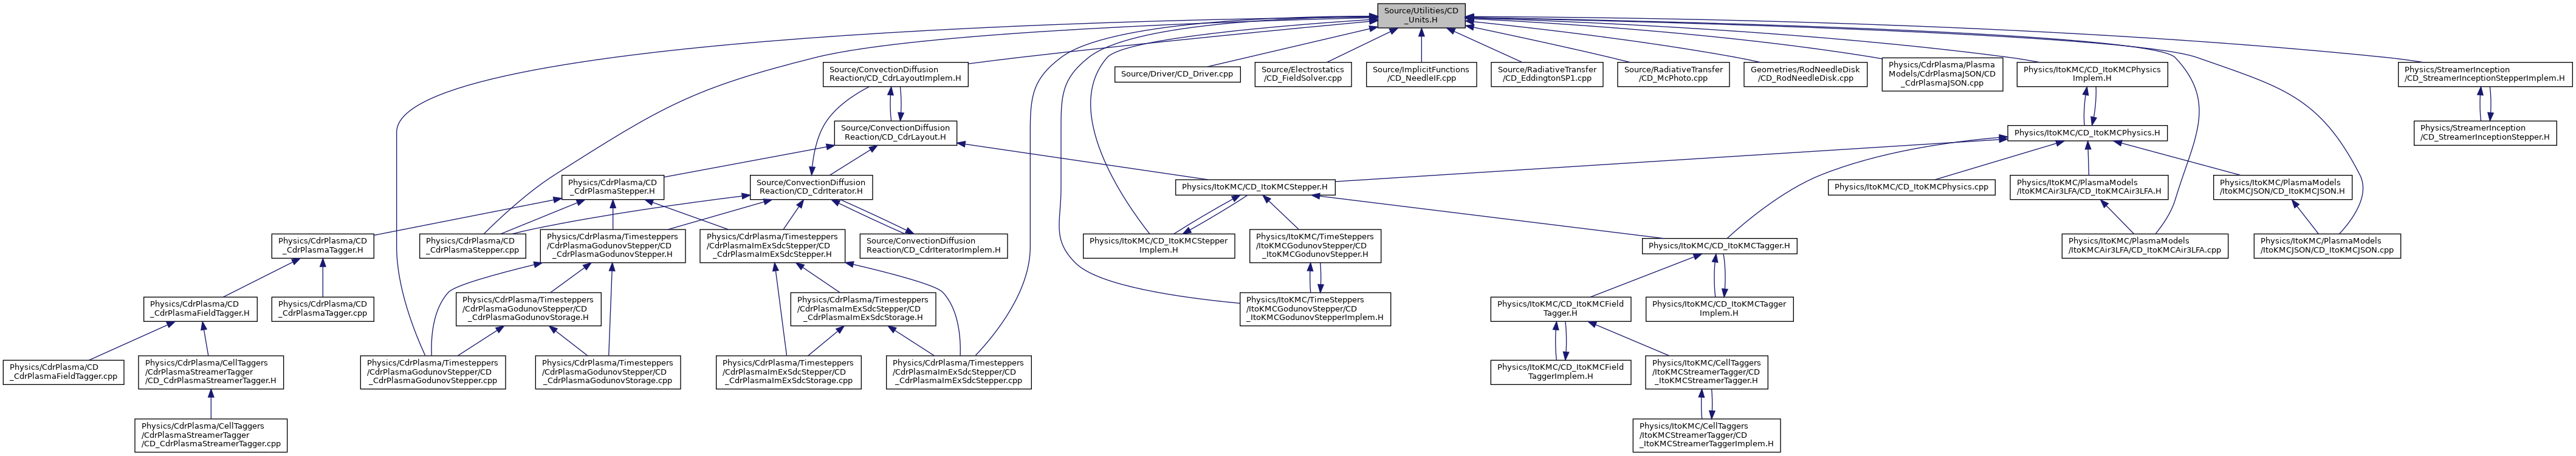 Source/Utilities/CD
_Units.H
Source/ConvectionDiffusion
Reaction/CD_CdrLayoutImplem.H
Source/Driver/CD_Driver.cpp
Source/Electrostatics
/CD_FieldSolver.cpp
Source/ImplicitFunctions
/CD_NeedleIF.cpp
Source/RadiativeTransfer
/CD_EddingtonSP1.cpp
Source/RadiativeTransfer
/CD_McPhoto.cpp
Geometries/RodNeedleDisk
/CD_RodNeedleDisk.cpp
Physics/CdrPlasma/Plasma
Models/CdrPlasmaJSON/CD
_CdrPlasmaJSON.cpp
Physics/ItoKMC/CD_ItoKMCPhysics
Implem.H
Physics/StreamerInception
/CD_StreamerInceptionStepperImplem.H
Source/ConvectionDiffusion
Reaction/CD_CdrLayout.H
Physics/ItoKMC/CD_ItoKMCPhysics.H
Physics/StreamerInception
/CD_StreamerInceptionStepper.H
Physics/CdrPlasma/CD
_CdrPlasmaStepper.H
Source/ConvectionDiffusion
Reaction/CD_CdrIterator.H
Physics/ItoKMC/CD_ItoKMCStepper.H
Physics/ItoKMC/CD_ItoKMCPhysics.cpp
Physics/ItoKMC/PlasmaModels
/ItoKMCAir3LFA/CD_ItoKMCAir3LFA.H
Physics/ItoKMC/PlasmaModels
/ItoKMCJSON/CD_ItoKMCJSON.H
Physics/CdrPlasma/CD
_CdrPlasmaTagger.H
Physics/CdrPlasma/CD
_CdrPlasmaStepper.cpp
Physics/CdrPlasma/Timesteppers
/CdrPlasmaGodunovStepper/CD
_CdrPlasmaGodunovStepper.H
Physics/CdrPlasma/Timesteppers
/CdrPlasmaImExSdcStepper/CD
_CdrPlasmaImExSdcStepper.H
Source/ConvectionDiffusion
Reaction/CD_CdrIteratorImplem.H
Physics/ItoKMC/CD_ItoKMCStepper
Implem.H
Physics/ItoKMC/TimeSteppers
/ItoKMCGodunovStepper/CD
_ItoKMCGodunovStepper.H
Physics/ItoKMC/CD_ItoKMCTagger.H
Physics/ItoKMC/PlasmaModels
/ItoKMCAir3LFA/CD_ItoKMCAir3LFA.cpp
Physics/ItoKMC/PlasmaModels
/ItoKMCJSON/CD_ItoKMCJSON.cpp
Physics/CdrPlasma/CD
_CdrPlasmaFieldTagger.H
Physics/CdrPlasma/CD
_CdrPlasmaTagger.cpp
Physics/CdrPlasma/Timesteppers
/CdrPlasmaGodunovStepper/CD
_CdrPlasmaGodunovStorage.H
Physics/CdrPlasma/Timesteppers
/CdrPlasmaImExSdcStepper/CD
_CdrPlasmaImExSdcStorage.H
Physics/ItoKMC/TimeSteppers
/ItoKMCGodunovStepper/CD
_ItoKMCGodunovStepperImplem.H
Physics/ItoKMC/CD_ItoKMCField
Tagger.H
Physics/ItoKMC/CD_ItoKMCTagger
Implem.H
Physics/CdrPlasma/CD
_CdrPlasmaFieldTagger.cpp
Physics/CdrPlasma/CellTaggers
/CdrPlasmaStreamerTagger
/CD_CdrPlasmaStreamerTagger.H
Physics/CdrPlasma/Timesteppers
/CdrPlasmaGodunovStepper/CD
_CdrPlasmaGodunovStepper.cpp
Physics/CdrPlasma/Timesteppers
/CdrPlasmaGodunovStepper/CD
_CdrPlasmaGodunovStorage.cpp
Physics/CdrPlasma/Timesteppers
/CdrPlasmaImExSdcStepper/CD
_CdrPlasmaImExSdcStorage.cpp
Physics/CdrPlasma/Timesteppers
/CdrPlasmaImExSdcStepper/CD
_CdrPlasmaImExSdcStepper.cpp
Physics/ItoKMC/CD_ItoKMCField
TaggerImplem.H
Physics/ItoKMC/CellTaggers
/ItoKMCStreamerTagger/CD
_ItoKMCStreamerTagger.H
Physics/CdrPlasma/CellTaggers
/CdrPlasmaStreamerTagger
/CD_CdrPlasmaStreamerTagger.cpp
Physics/ItoKMC/CellTaggers
/ItoKMCStreamerTagger/CD
_ItoKMCStreamerTaggerImplem.H